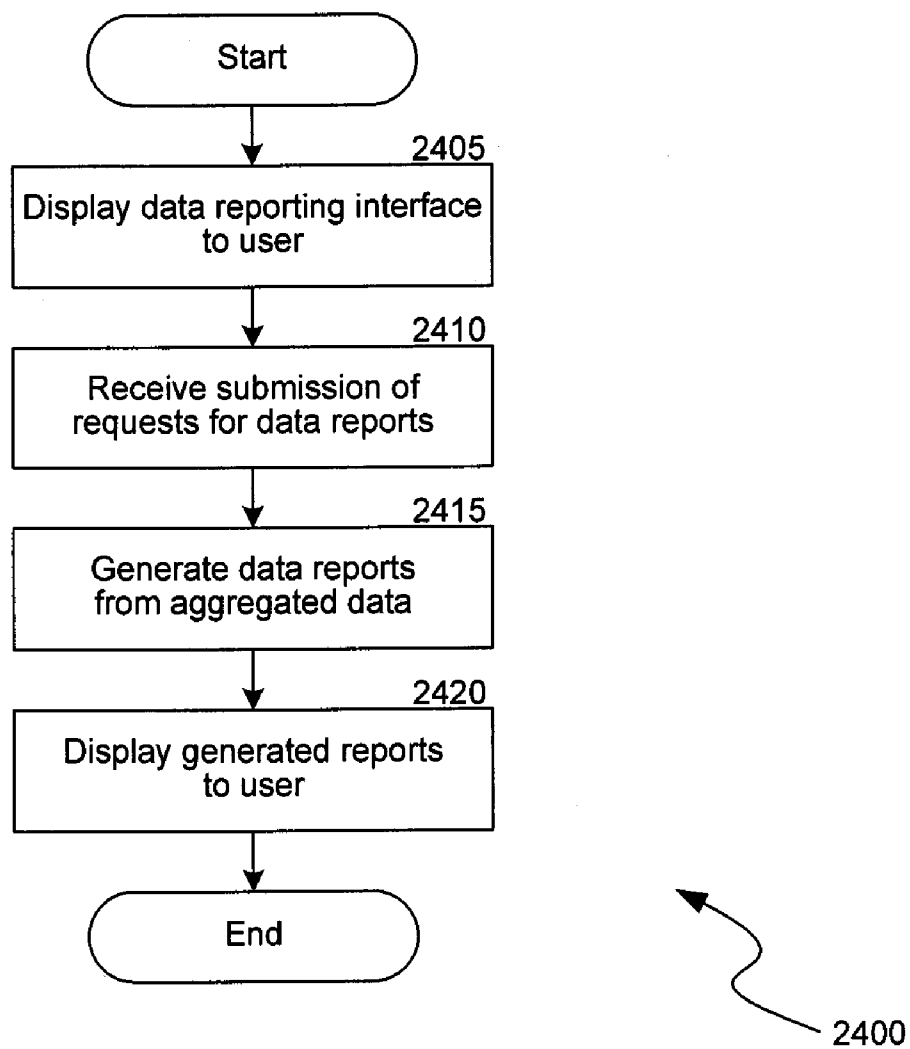 Start
2405
Display data reporting interface
to user
2410
Receive submission of
requests for data reports
2415
Generate data reports
from aggregated data
2420
Display generated reports
to user
End
2400